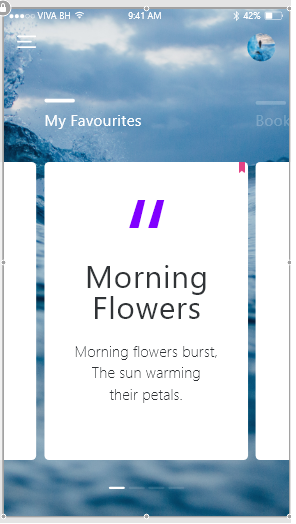 VIVA BH 9:41 AM 42%
My Favourites
Book
Morning
Flowers
Morning flowers burst,
The sun warming
their petals.